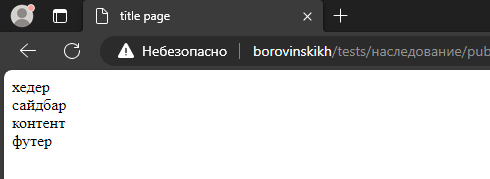 title page
Небезопасно
borovinskikh/tests/наследование/pub
хедер
сайдбар
контент
футер